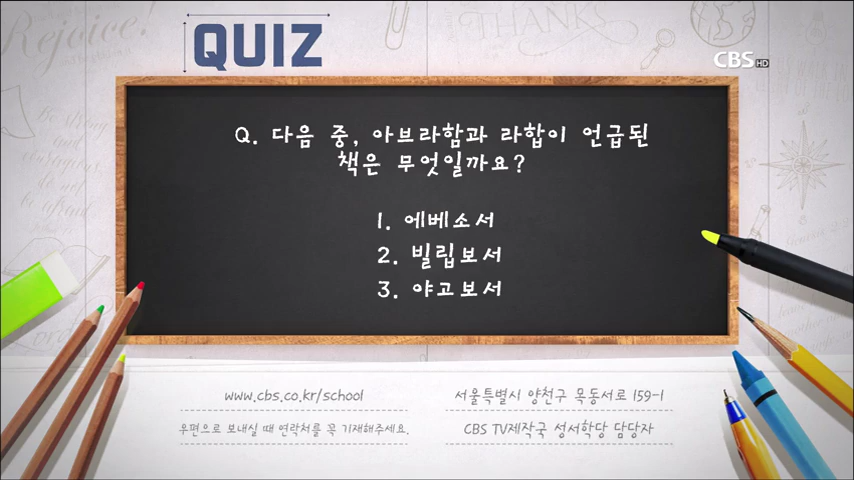 QUIZ
CBS HD
Rejoice!
Q. 다음 중, 아브라함과 라합이 언급된
책은 무엇일까요?
1. 에베소서
2. 빌립보서
3. 야고보서
www.cbs.co.kr/school
우편으로 보내실 때 연락처를 꼭 기재해주세요.
서울특별시 양천구 목동서로 159-1
CBS TV제작국 성서학당 담당자